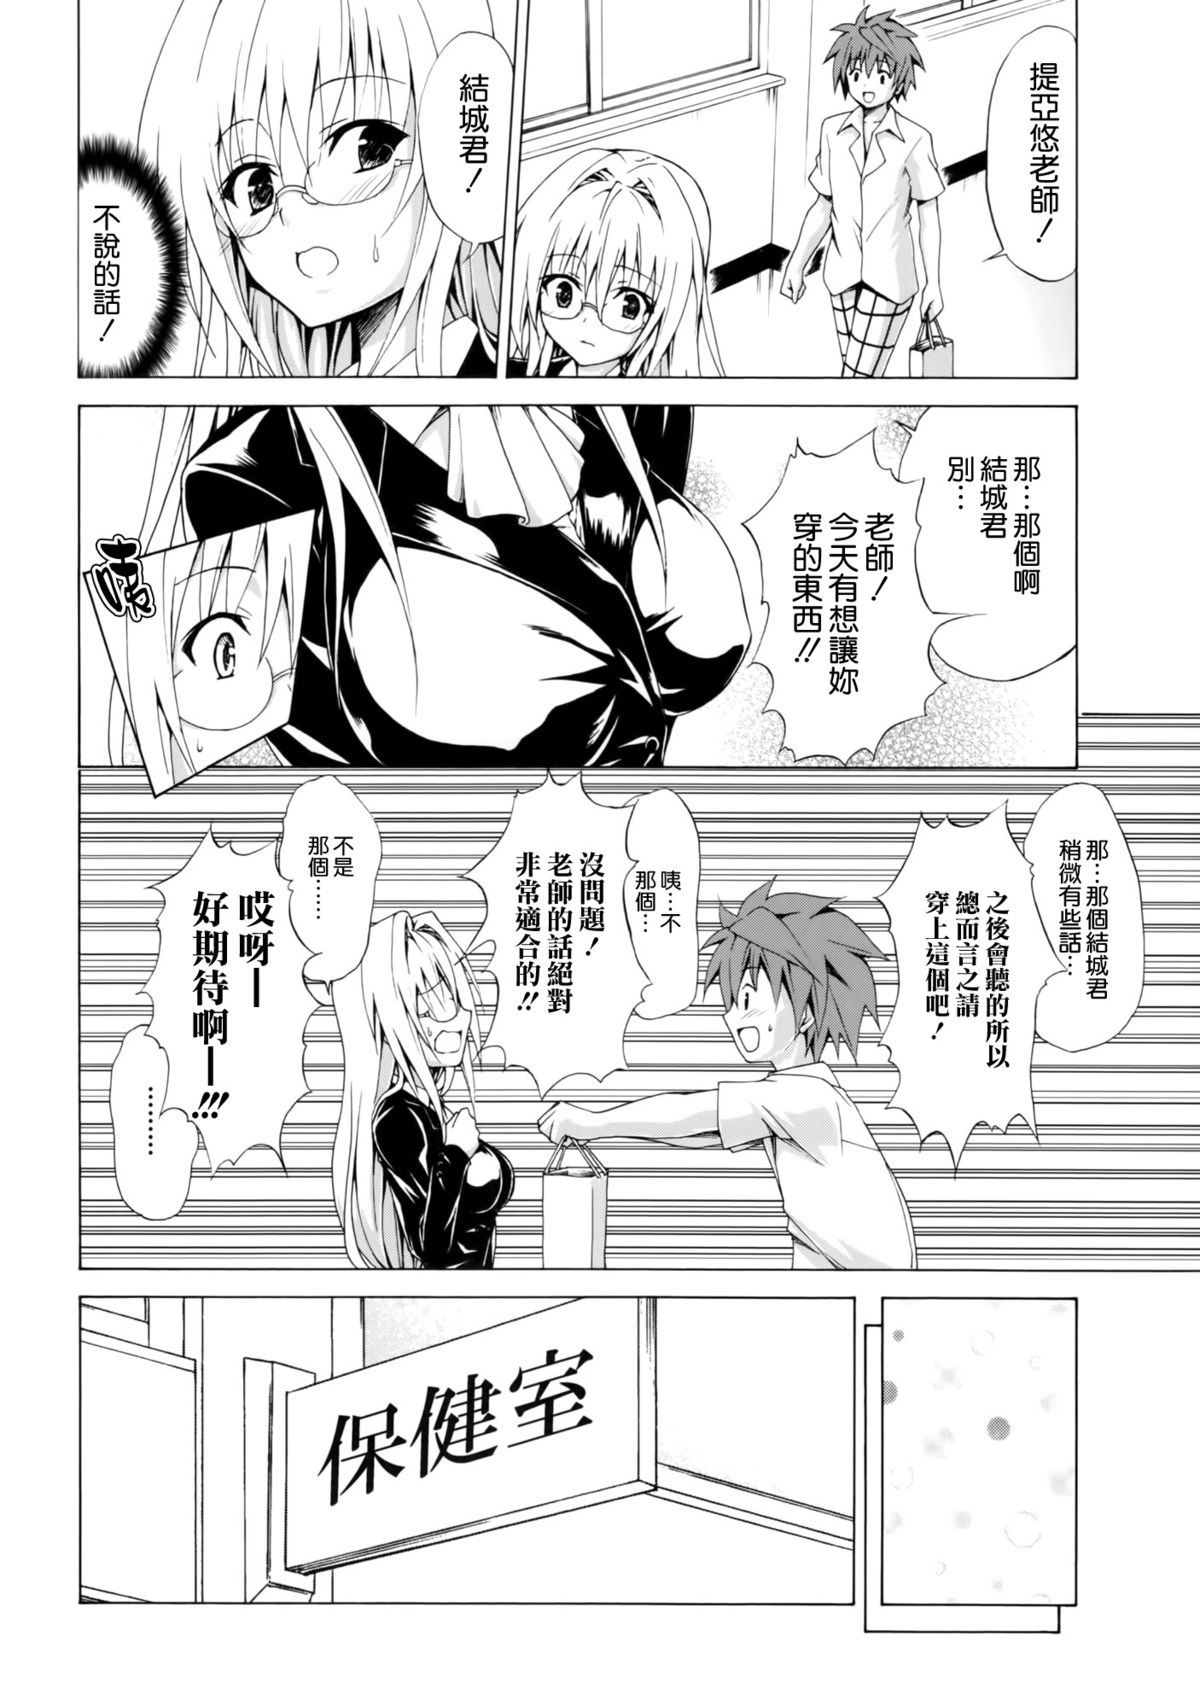 提亞悠老師！
結城君！
不說的話！
那…那個啊
結城君
別…
老師！
今天有想讓妳
穿的東西!!
咦
那…那個結城君
稍微有些話…
之後會聽的所以
總而言之請
穿上這個吧！
咦…不
那個…
沒問題！
老師的話絕對
非常適合的!!
不是
那個……
哎呀ー
好期待啊ー!!!
………
保健室